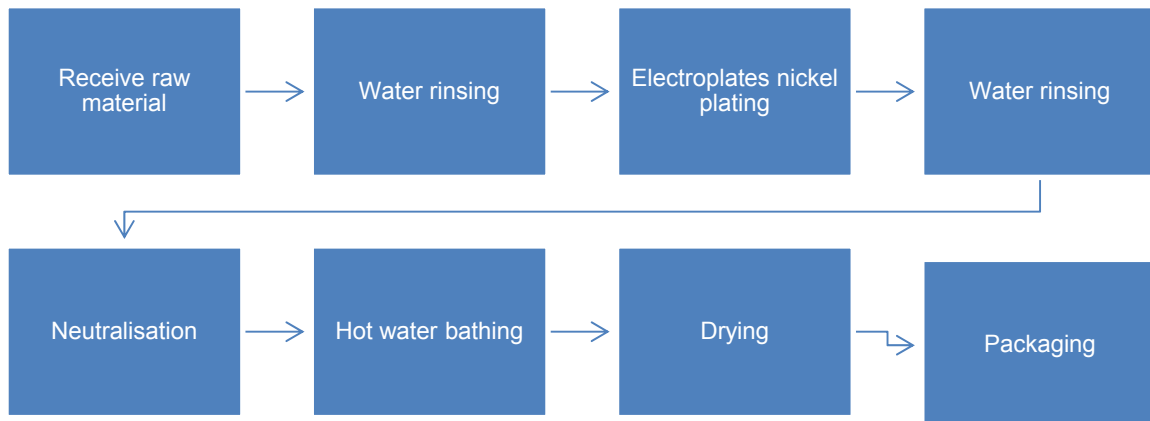 Receive raw
material
Water rinsing
Electroplates nickel
plating
Water rinsing
Neutralisation
Hot water bathing
Drying
Packaging